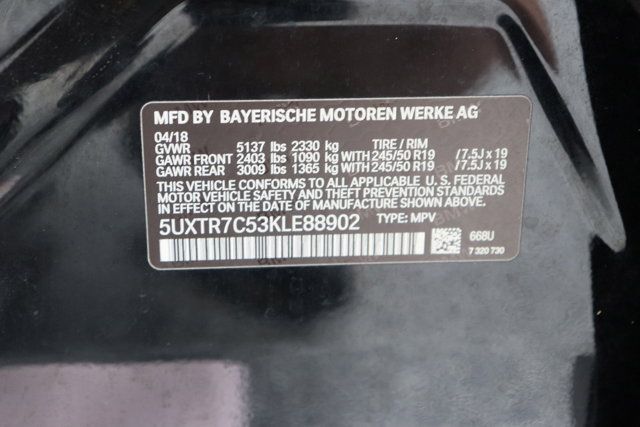 MFD BY BAYERISCHE MOTOREN WERKE AG
04/18
GVWR 5137 lbs 2330 kg TIRE / RIM
GAWR FRONT 2403 lbs 1090 kg WITH 245/50 R19 /7.5J x 19
GAWR REAR 3009 lbs 1365 kg WITH 245/50 R19 /7.5J x 19
THIS VEHICLE CONFORMS TO ALL APPLICABLE U. S. FEDERAL
MOTOR VEHICLE SAFETY AND THEFT PREVENTION STANDARDS
IN EFFECT ON THE DATE OF MANUFACTURE SHOWN ABOVE.
5UXTR7C53KLE88902 TYPE: MPV
668U
7 320 730